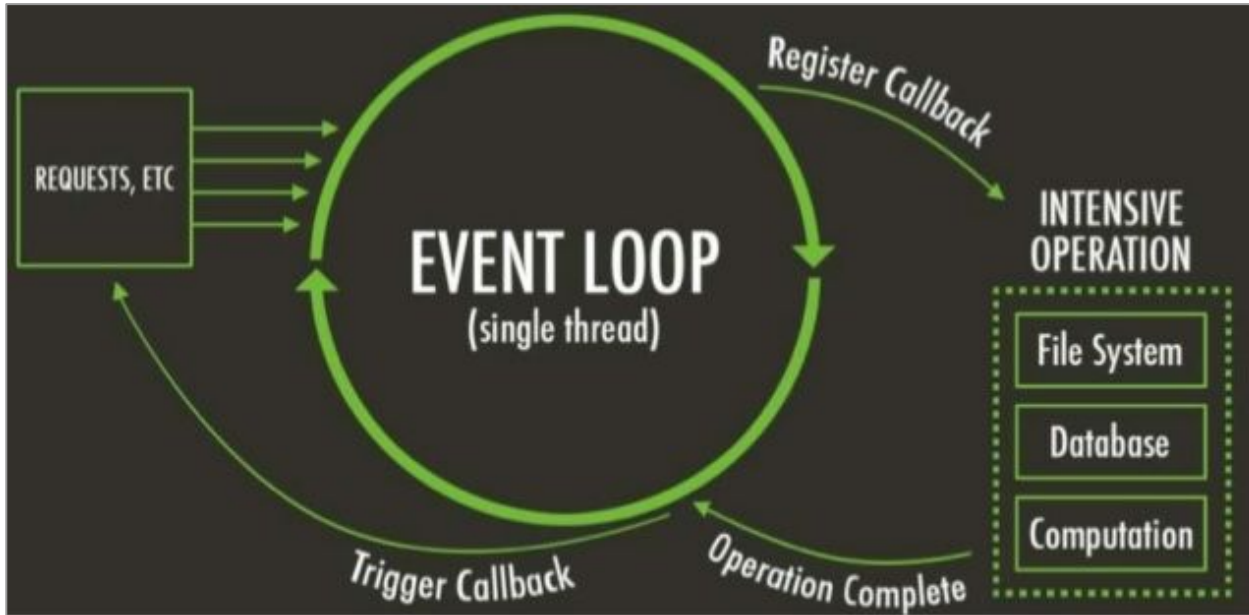 REQUESTS, ETC
EVENT LOOP
(single thread)
Register Callback
INTENSIVE
OPERATION
File System
Database
Computation
Operation Complete
Trigger Callback